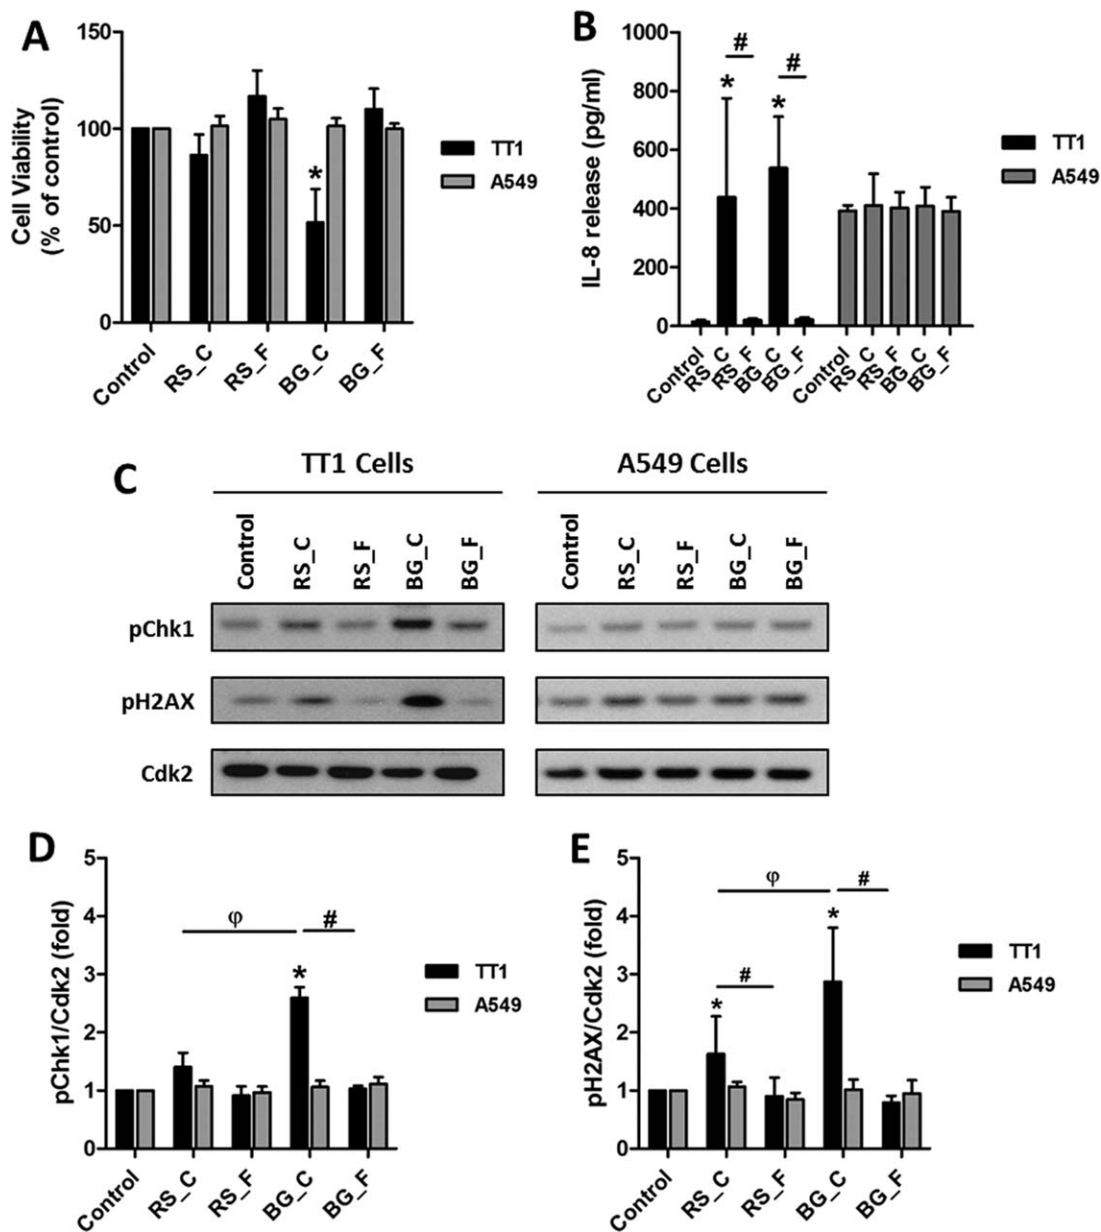 A
Cell Viability
(% of control)
150
100
50
0
*
Control
RS_C
RS_F
BG_C
BG_F
TT1
A549
B
IL-8 release (pg/ml)
1000
800
600
400
200
0
#
#
*
*
Control
RS_C
RS_F
BG_C
BG_F
Control
RS_C
RS_F
BG_C
BG_F
TT1
A549
C
TT1 Cells
A549 Cells
Control
RS_C
RS_F
BG_C
BG_F
Control
RS_C
RS_F
BG_C
BG_F
pChk1
pH2AX
Cdk2
D
pChk1/Cdk2 (fold)
5
4
3
2
1
0
φ
#
*
Control
RS_C
RS_F
BG_C
BG_F
TT1
A549
E
pH2AX/Cdk2 (fold)
5
4
3
2
1
0
φ
#
*
#
*
Control
RS_C
RS_F
BG_C
BG_F
TT1
A549